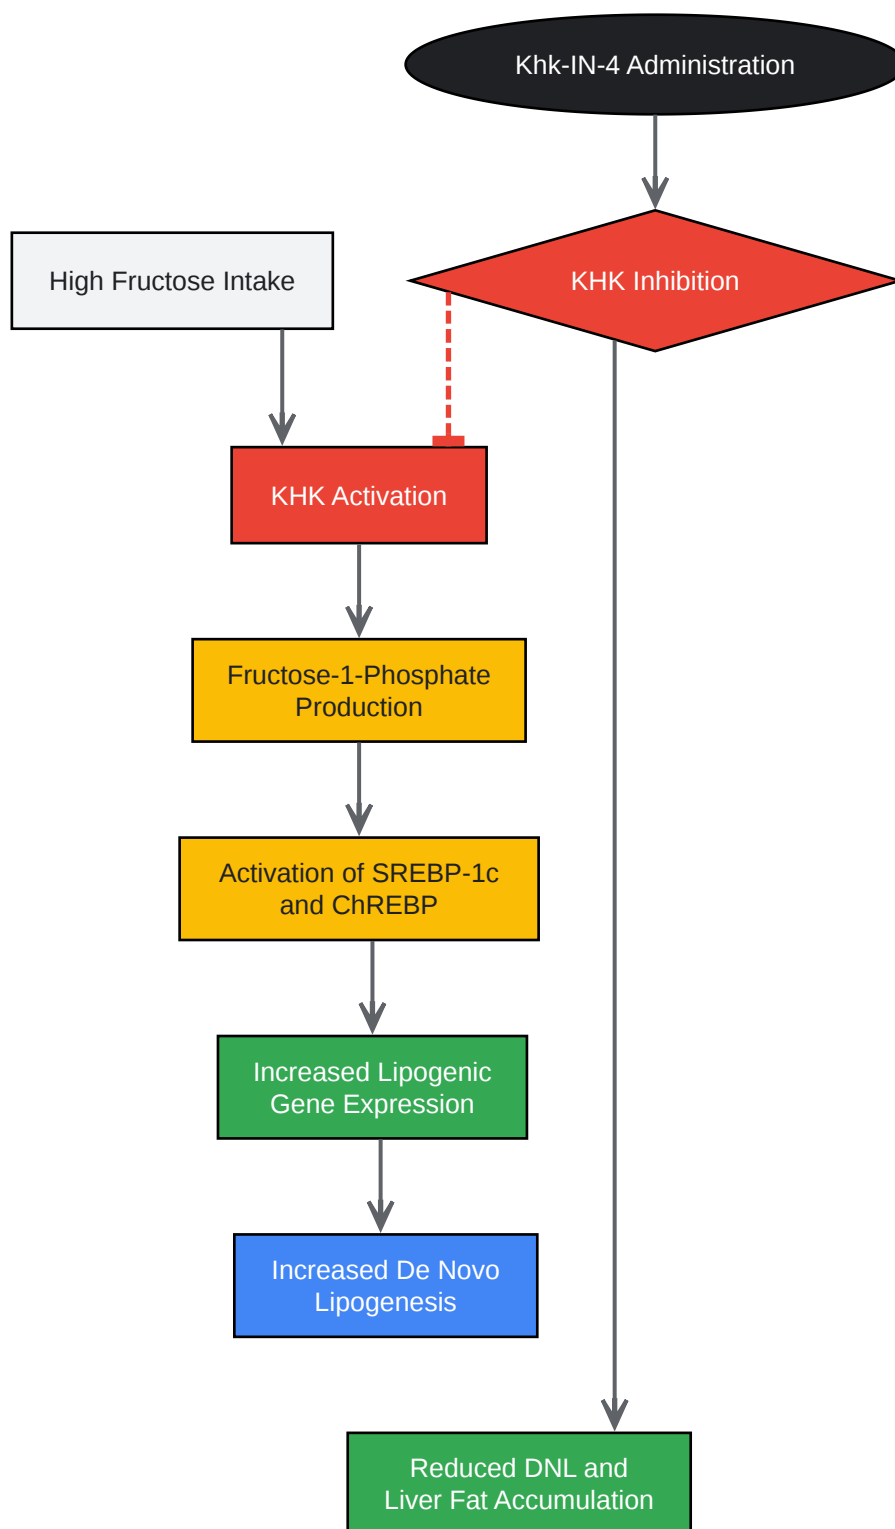 Khk-IN-4 Administration
High Fructose Intake
KHK Inhibition
KHK Activation
Fructose-1-Phosphate
Production
Activation of SREBP-1c
and ChREBP
Increased Lipogenic
Gene Expression
Increased De Novo
Lipogenesis
Reduced DNL and
Liver Fat Accumulation